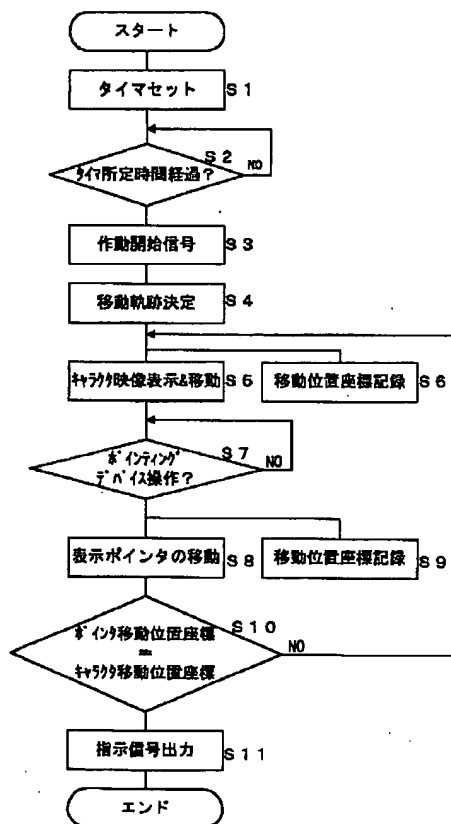 スタート
タイマセット S1
S2
タイマ所定時間経過?
NO
作動開始信号 S3
移動軌跡決定 S4
キャラクタ映像表示&移動 S5
移動位置座標記録 S6
S7
ポインティング
デバイス操作?
NO
表示ポインタの移動 S8
移動位置座標記録 S9
S10
ポインタ移動位置座標
=
キャラクタ移動位置座標
NO
指示信号出力 S11
エンド